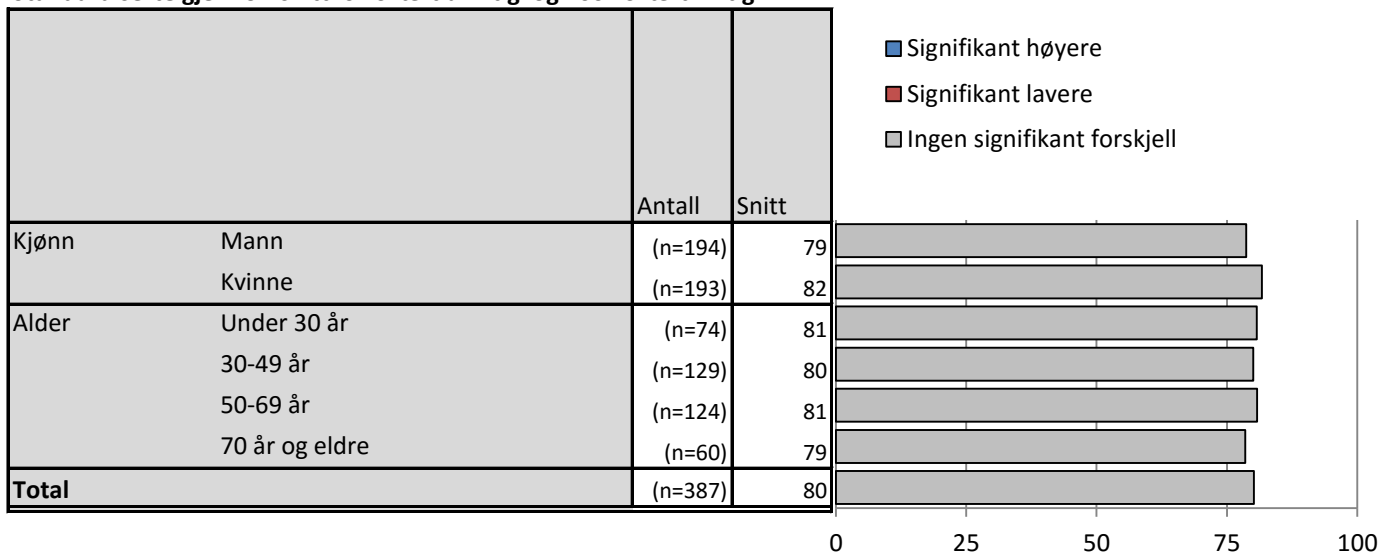 Signifikant høyere
Signifikant lavere
Ingen signifikant forskjell
Antall Snitt
Kjønn Mann (n=194) 79
Kvinne (n=193) 82
Alder Under 30 år (n=74) 81
30-49 år (n=129) 80
50-69 år (n=124) 81
70 år og eldre (n=60) 79
Total (n=387) 80
0 25 50 75 100